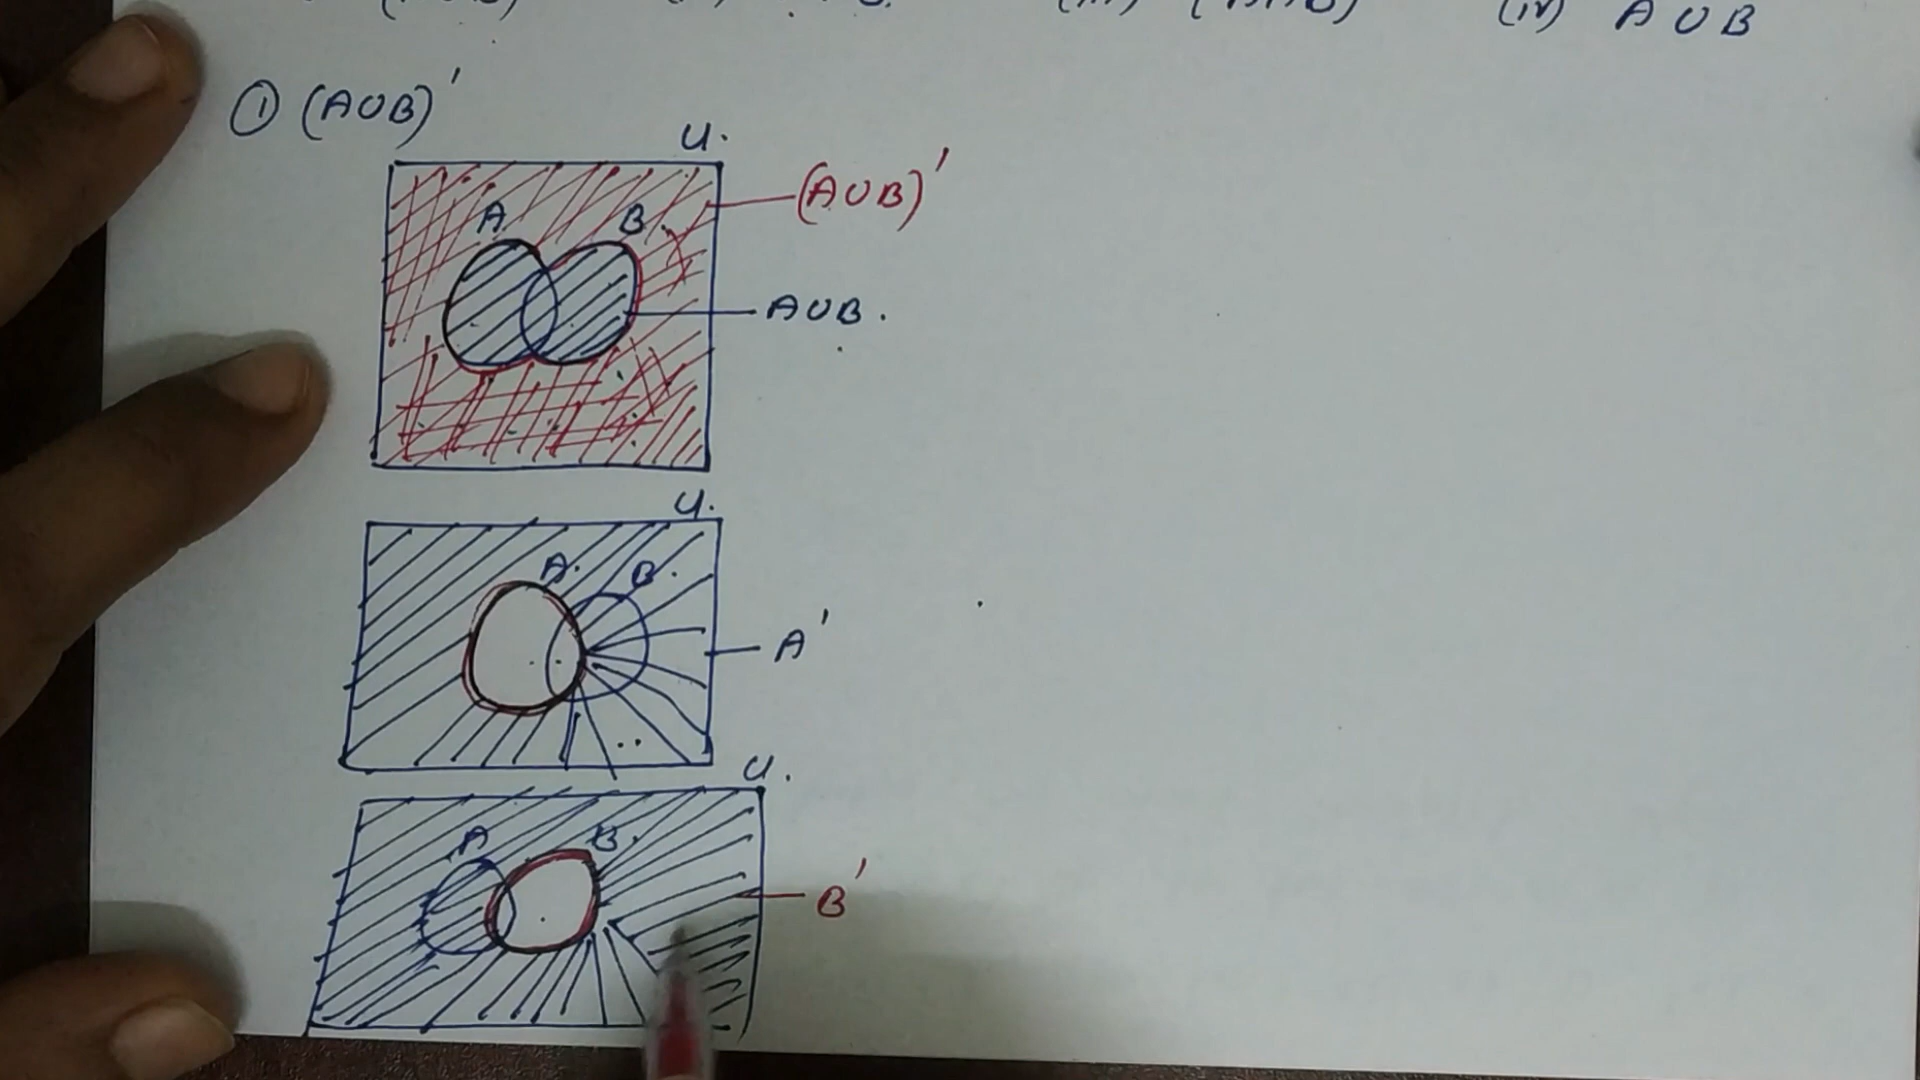 (iv) A ∪ B
① (A∪B)'
U.
(A∪B)'
A B.
A∪B.
U.
A. B.
A'
U.
A B.
B'